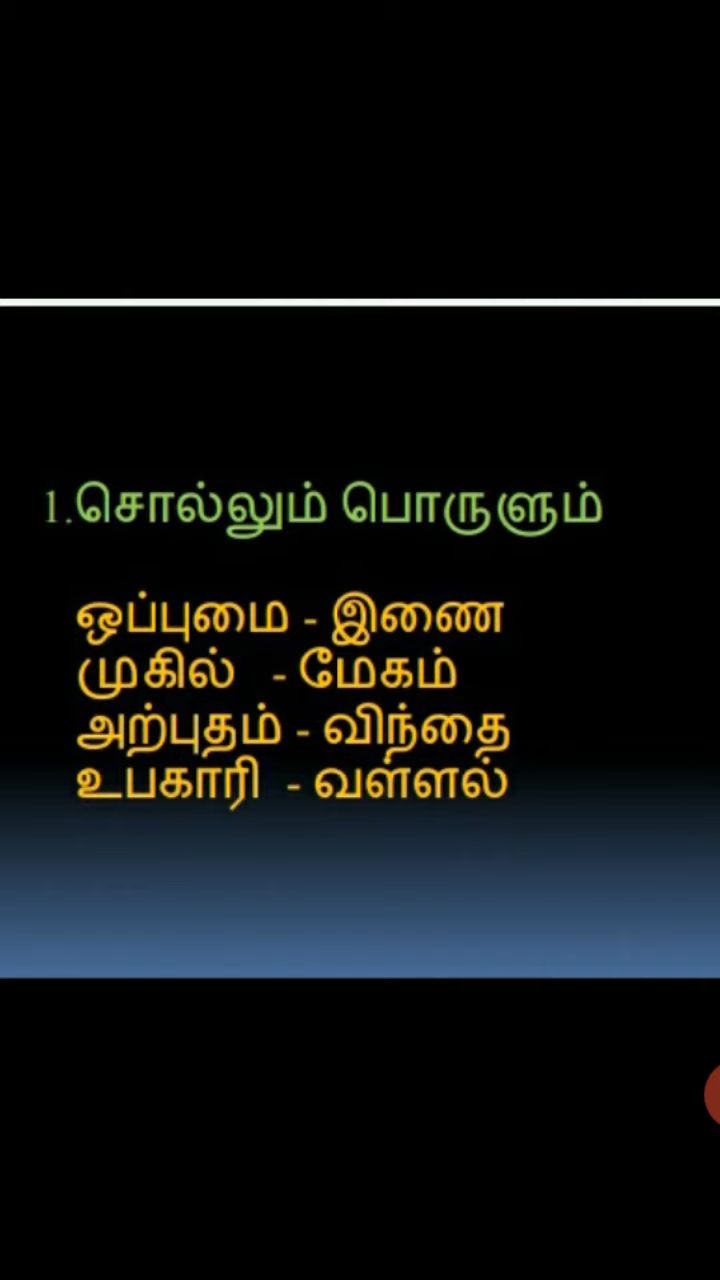 1.சொல்லும் பொருளும்
ஒப்புமை - இணை
முகில் - மேகம்
அற்புதம் - விந்தை
உபகாரி - வள்ளல்